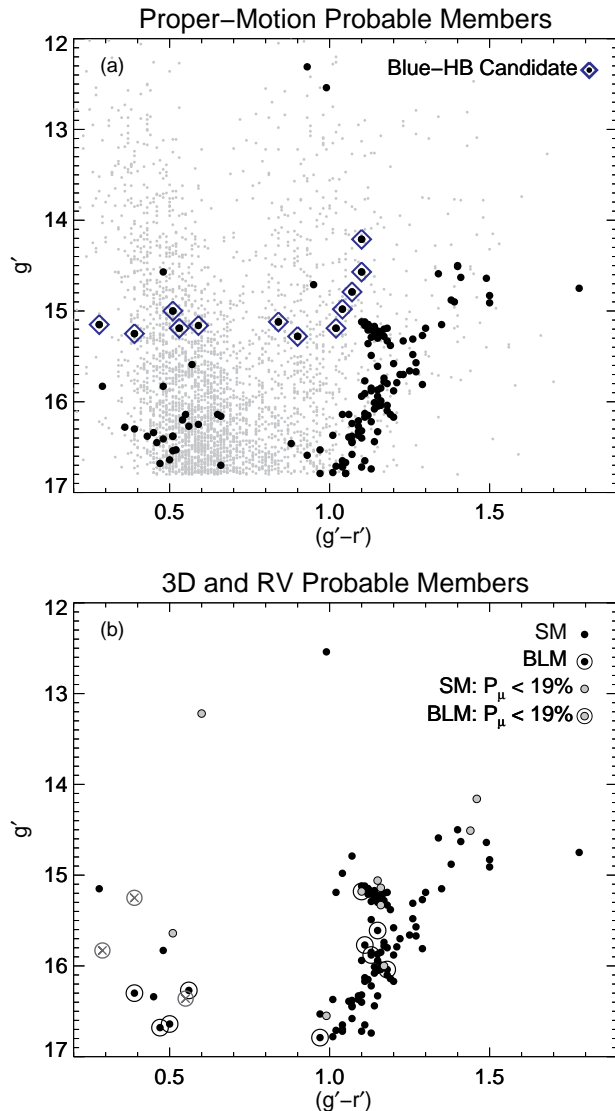 Proper−Motion Probable Members
(a)
Blue−HB Candidate
12
13
14
15
16
17
g′
0.5
1.0
1.5
(g′−r′)
3D and RV Probable Members
(b)
SM
BLM
SM: Pμ < 19%
BLM: Pμ < 19%
12
13
14
15
16
17
g′
0.5
1.0
1.5
(g′−r′)